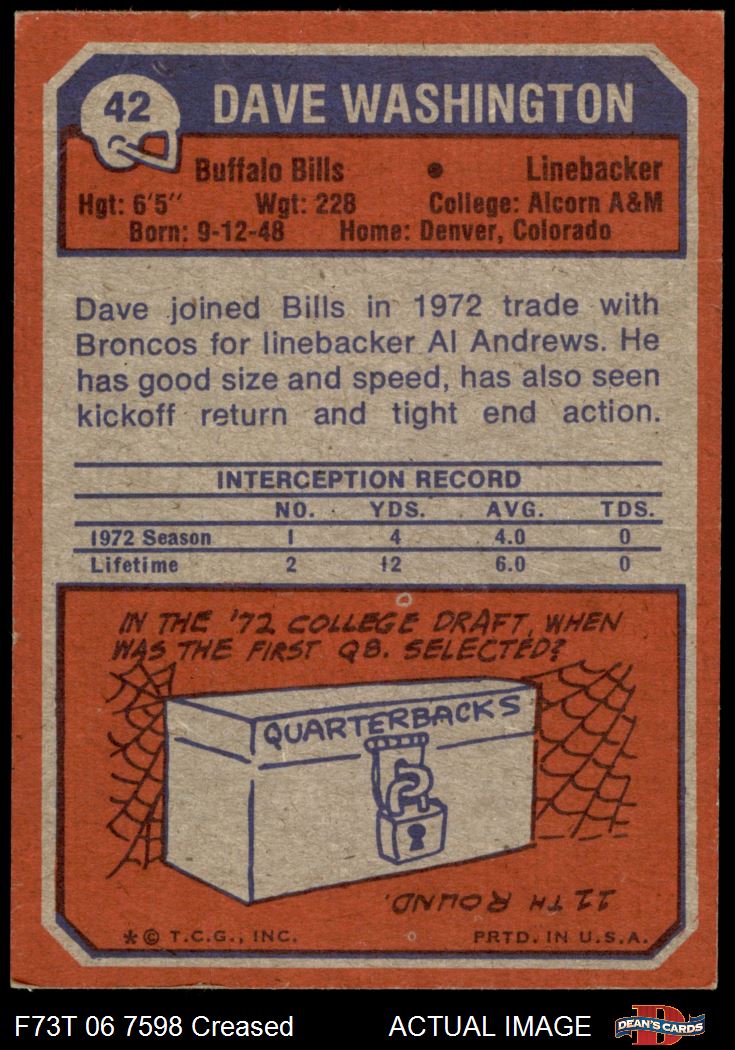 42 DAVE WASHINGTON
Buffalo Bills • Linebacker
Hgt: 6'5" Wgt: 228 College: Alcorn A&M
Born: 9-12-48 Home: Denver, Colorado
Dave joined Bills in 1972 trade with
Broncos for linebacker Al Andrews. He
has good size and speed, has also seen
kickoff return and tight end action.
INTERCEPTION RECORD
NO. YDS. AVG. TDS.
1972 Season 1 4 4.0 0
Lifetime 2 12 6.0 0
IN THE '72 COLLEGE DRAFT, WHEN
WAS THE FIRST QB. SELECTED?
QUARTERBACKS
11TH ROUND.
* © T.C.G., INC. PRTD. IN U.S.A.
F73T 06 7598 Creased ACTUAL IMAGE D DEAN'S CARDS